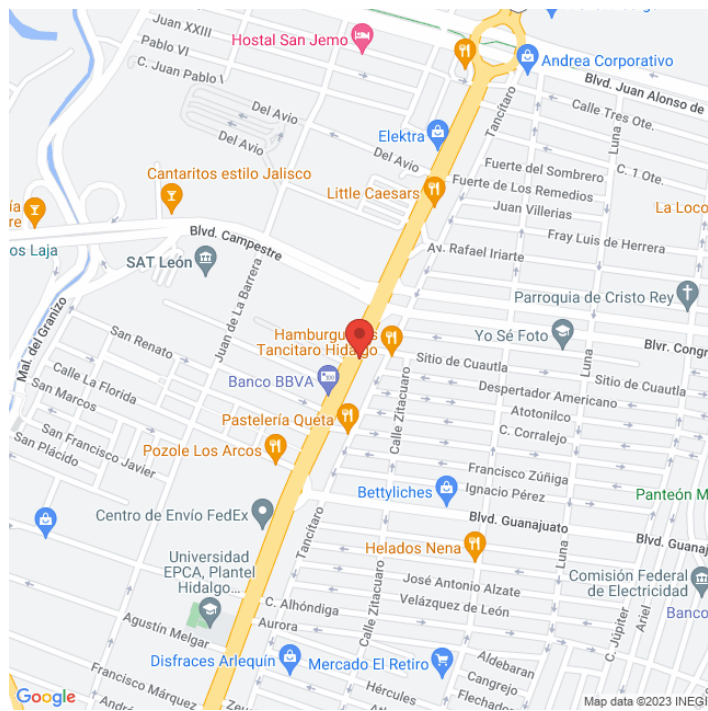 Juan XXIII
Hostal San Jemo
Pablo VI
C. Juan Pablo V
Andrea Corporativo
Blvd. Juan Alonso de
Calle Tres Ote.
Tancítaro
Luna
Del Avio
Elektra
Del Avio
Del Avio
Fuerte del Sombrero
C. 1 Ote.
Cantaritos estilo Jalisco
Fuerte de Los Remedios
Little Caesars
Juan Villerias
La Loco
ía
re
Blvd. Campestre
Fray Luis de Herrera
Av. Rafael Iriarte
os Laja
SAT León
Juan de La Barrera
Parroquia de Cristo Rey
Mal. del Granizo
San Renato
Yo Sé Foto
Tancitaro Hidalgo
Blvr. Congr
Sitio de Cuautla
Luna
Calle La Florida
Banco BBVA
Calle Zitacuaro
Despertador Americano
Sitio de Cuautla
San Marcos
Atotonilco
Pastelería Queta
C. Corralejo
San Francisco Javier
San Plácido
Pozole Los Arcos
Francisco Zúñiga
Bettyliches
Ignacio Pérez
Panteón M
Centro de Envío FedEx
Tancítaro
Blvd. Guanajuato
Blvd. Guanaj
Helados Nena
Luna
Universidad
EPCA, Plantel
Hidalgo...
Calle Zitacuaro
José Antonio Alzate
Comisión Federal
de Electricidad
C. Alhóndiga
Velázquez de León
C. Júpiter
Ariel
Banco
Agustín Melgar
Aurora
Disfraces Arlequín
Mercado El Retiro
Aldebaran
Cangrejo
Francisco Márquez
Hércules
Flechador
Google
Map data ©2023 INEGI